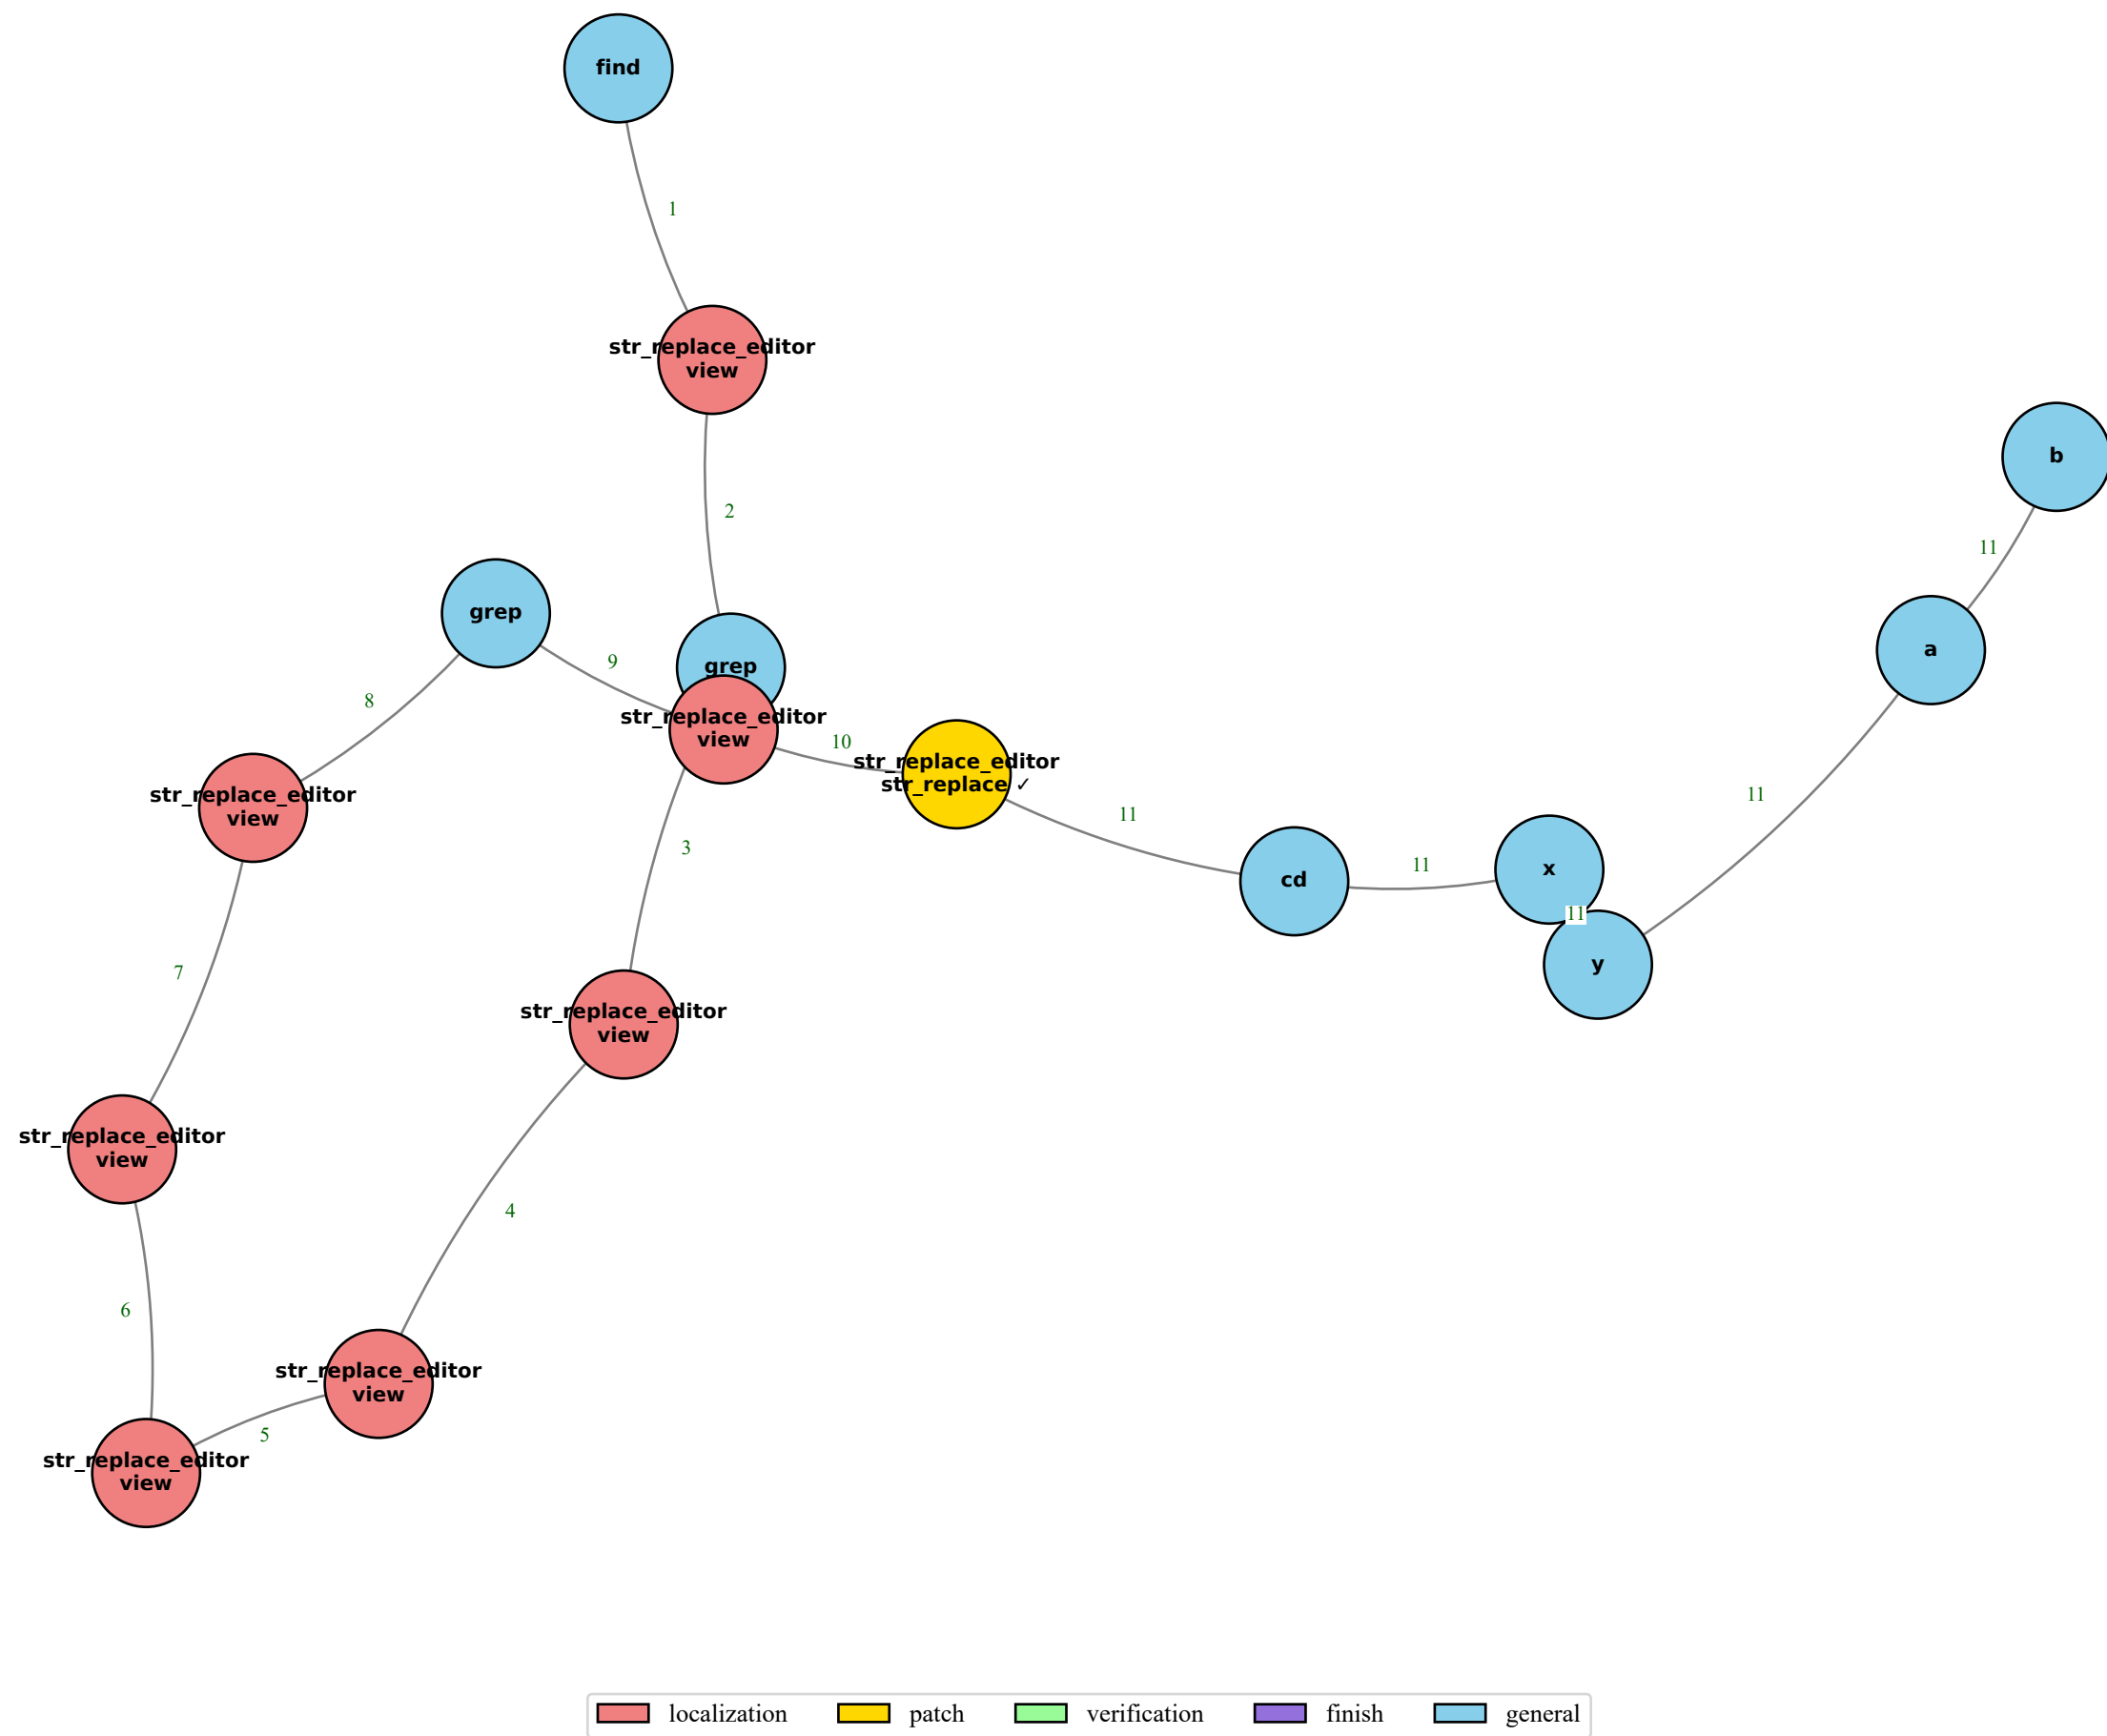 find
1
str_replace_editor
view
2
b
11
grep
a
9
grep
8
str_replace_editor
view
10
str_replace_editor
str_replace ✓
11
str_replace_editor
view
11
3
cd
11
x
11
y
7
str_replace_editor
view
str_replace_editor
view
4
6
str_replace_editor
view
5
str_replace_editor
view
localization
patch
verification
finish
general